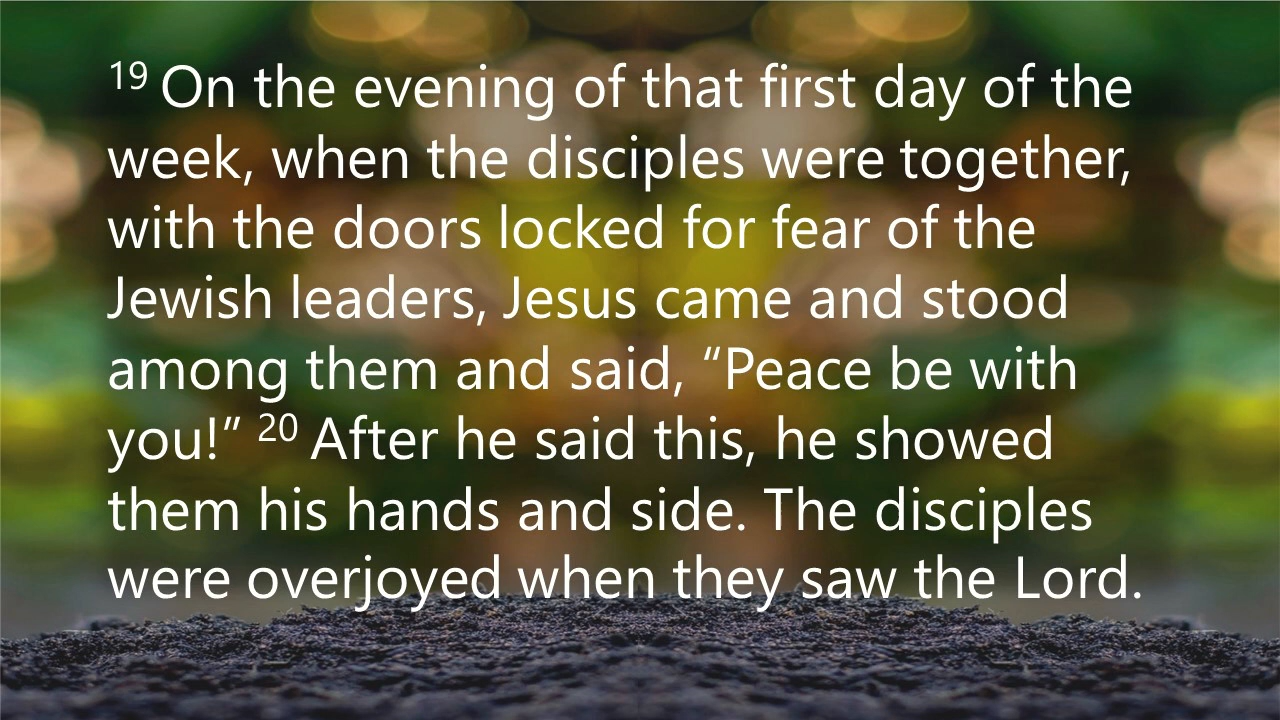 19 On the evening of that first day of the
week, when the disciples were together,
with the doors locked for fear of the
Jewish leaders, Jesus came and stood
among them and said, “Peace be with
you!” 20 After he said this, he showed
them his hands and side. The disciples
were overjoyed when they saw the Lord.